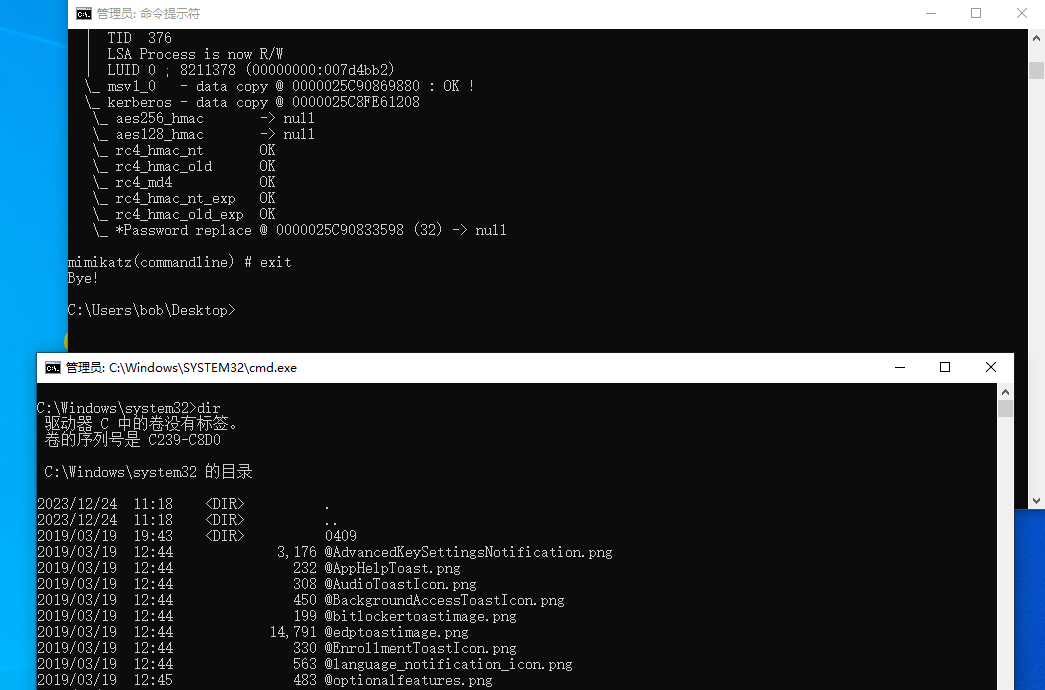 管理员: 命令提示符
TID 376
LSA Process is now R/W
LUID 0 ; 8211378 (00000000:007d4bb2)
\_ msv1_0 - data copy @ 0000025C90869880 : OK !
\_ kerberos - data copy @ 0000025C8FE61208
\_ aes256_hmac -> null
\_ aes128_hmac -> null
\_ rc4_hmac_nt OK
\_ rc4_hmac_old OK
\_ rc4_md4 OK
\_ rc4_hmac_nt_exp OK
\_ rc4_hmac_old_exp OK
\_ *Password replace @ 0000025C90833598 (32) -> null
mimikatz(commandline) # exit
Bye!
C:\Users\bob\Desktop>
管理员: C:\Windows\SYSTEM32\cmd.exe
C:\Windows\system32>dir
驱动器 C 中的卷没有标签。
卷的序列号是 C239-C8D0
C:\Windows\system32 的目录
2023/12/24 11:18 <DIR> .
2023/12/24 11:18 <DIR> ..
2019/03/19 19:43 <DIR> 0409
2019/03/19 12:44 3,176 @AdvancedKeySettingsNotification.png
2019/03/19 12:44 232 @AppHelpToast.png
2019/03/19 12:44 308 @AudioToastIcon.png
2019/03/19 12:44 450 @BackgroundAccessToastIcon.png
2019/03/19 12:44 199 @bitlockertoastimage.png
2019/03/19 12:44 14,791 @edptoastimage.png
2019/03/19 12:44 330 @EnrollmentToastIcon.png
2019/03/19 12:44 563 @language_notification_icon.png
2019/03/19 12:45 483 @optionalfeatures.png